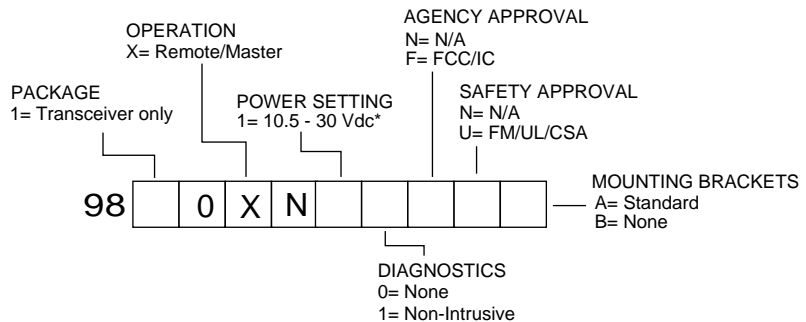 AGENCY APPROVAL
N= N/A
F= FCC/IC
OPERATION
X= Remote/Master
SAFETY APPROVAL
N= N/A
U= FM/UL/CSA
PACKAGE
1= Transceiver only
POWER SETTING
1= 10.5 - 30 Vdc*
MOUNTING BRACKETS
A= Standard
B= None
98 0 X N
DIAGNOSTICS
0= None
1= Non-Intrusive